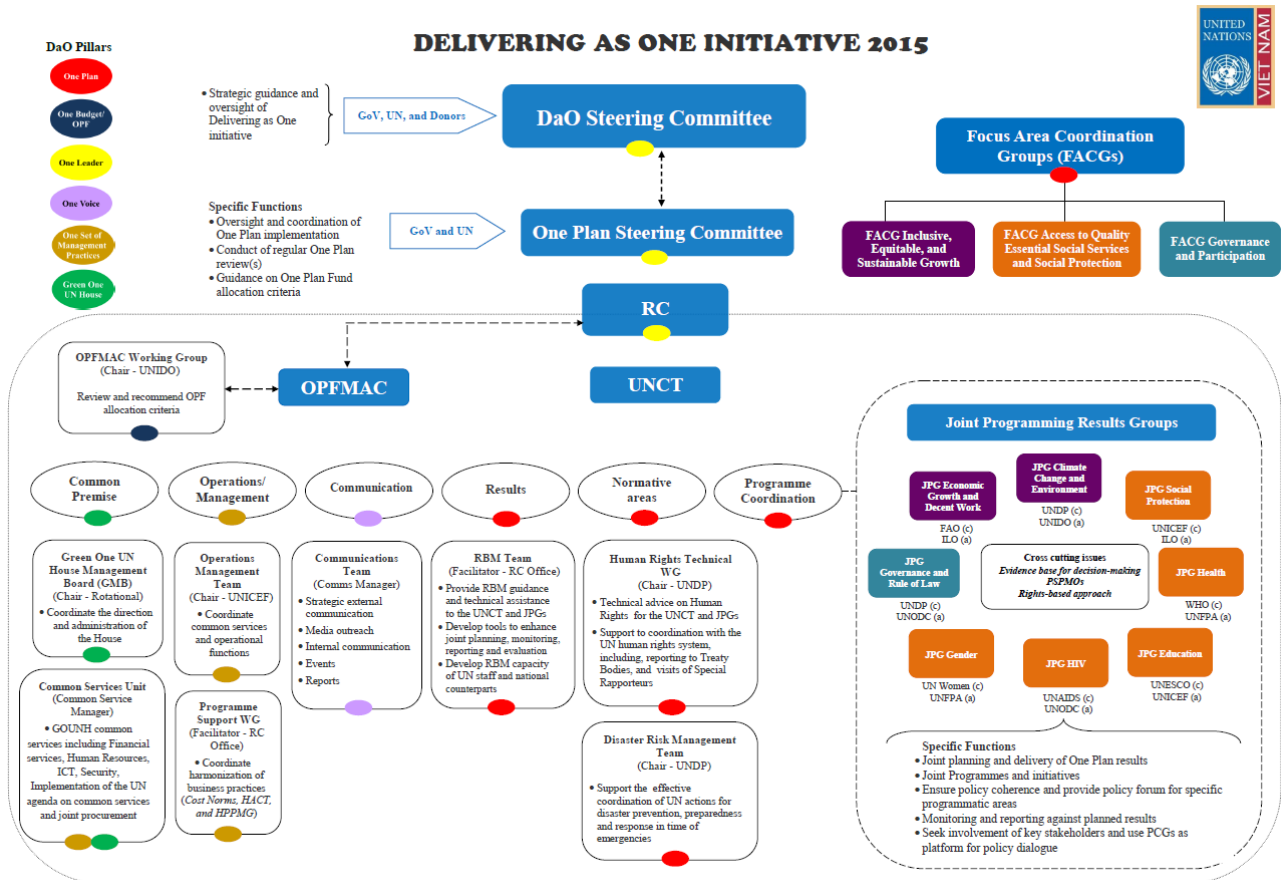 DELIVERING AS ONE INITIATIVE 2015
UNITED
NATIONS
VIET NAM
DaO Pillars
One Plan
One Budget/
OPF
One Leader
One Voice
One Set of
Management
Practices
Green One
UN House
• Strategic guidance and
oversight of
Delivering as One
initiative
GoV, UN, and Donors
DaO Steering Committee
Specific Functions
• Oversight and coordination of
One Plan implementation
• Conduct of regular One Plan
review(s)
• Guidance on One Plan Fund
allocation criteria
GoV and UN
One Plan Steering Committee
Focus Area Coordination
Groups (FACGs)
FACG Inclusive,
Equitable, and
Sustainable Growth
FACG Access to Quality
Essential Social Services
and Social Protection
FACG Governance
and Participation
RC
OPFMAC Working Group
(Chair - UNIDO)
Review and recommend OPF
allocation criteria
OPFMAC
UNCT
Common
Premise
Operations/
Management
Communication
Results
Normative
areas
Programme
Coordination
Green One UN
House Management
Board (GMB)
(Chair - Rotational)
• Coordinate the direction
and administration of
the House
Common Services Unit
(Common Service
Manager)
• GOUNH common
services including Financial
services, Human Resources,
ICT, Security,
Implementation of the UN
agenda on common services
and joint procurement
Operations
Management
Team
(Chair - UNICEF)
• Coordinate
common services
and operational
functions
Programme
Support WG
(Facilitator - RC
Office)
• Coordinate
harmonization of
business practices
(Cost Norms, HACT,
and HPPMG)
Communications
Team
(Comms Manager)
• Strategic external
communication
• Media outreach
• Internal communication
• Events
• Reports
RBM Team
(Facilitator - RC Office)
• Provide RBM guidance
and technical assistance
to the UNCT and JPGs
• Develop tools to enhance
joint planning, monitoring,
reporting and evaluation
• Develop RBM capacity
of UN staff and national
counterparts
Human Rights Technical
WG
(Chair - UNDP)
• Technical advice on Human
Rights for the UNCT and JPGs
• Support to coordination with the
UN human rights system,
including, reporting to Treaty
Bodies, and visits of Special
Rapporteurs
Disaster Risk Management
Team
(Chair - UNDP)
• Support the effective
coordination of UN actions for
disaster prevention, preparedness
and response in time of
emergencies
Joint Programming Results Groups
JPG Economic
Growth and
Decent Work
FAO (c)
ILO (a)
JPG Climate
Change and
Environment
UNDP (c)
UNIDO (a)
JPG Social
Protection
UNICEF (c)
ILO (a)
JPG
Governance and
Rule of Law
UNDP (c)
UNODC (a)
Cross cutting issues
Evidence base for decision-making
PSPMOs
Rights-based approach
JPG Health
WHO (c)
UNFPA (a)
JPG Gender
UN Women (c)
UNFPA (a)
JPG HIV
UNAIDS (c)
UNODC (a)
JPG Education
UNESCO (c)
UNICEF (a)
Specific Functions
• Joint planning and delivery of One Plan results
• Joint Programmes and initiatives
• Ensure policy coherence and provide policy forum for specific
programmatic areas
• Monitoring and reporting against planned results
• Seek involvement of key stakeholders and use PCGs as
platform for policy dialogue